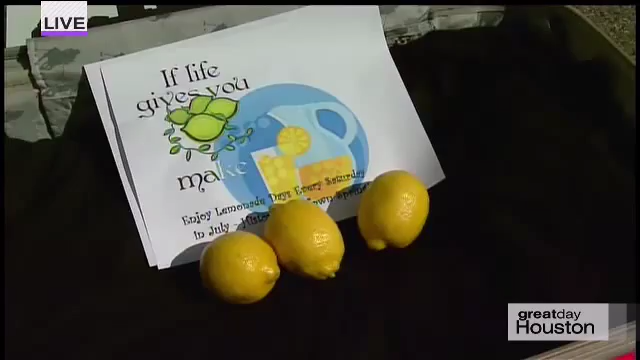 LIVE
If life
gives you
make
Enjoy Lemonade Days Every Saturday
in July
great day
Houston